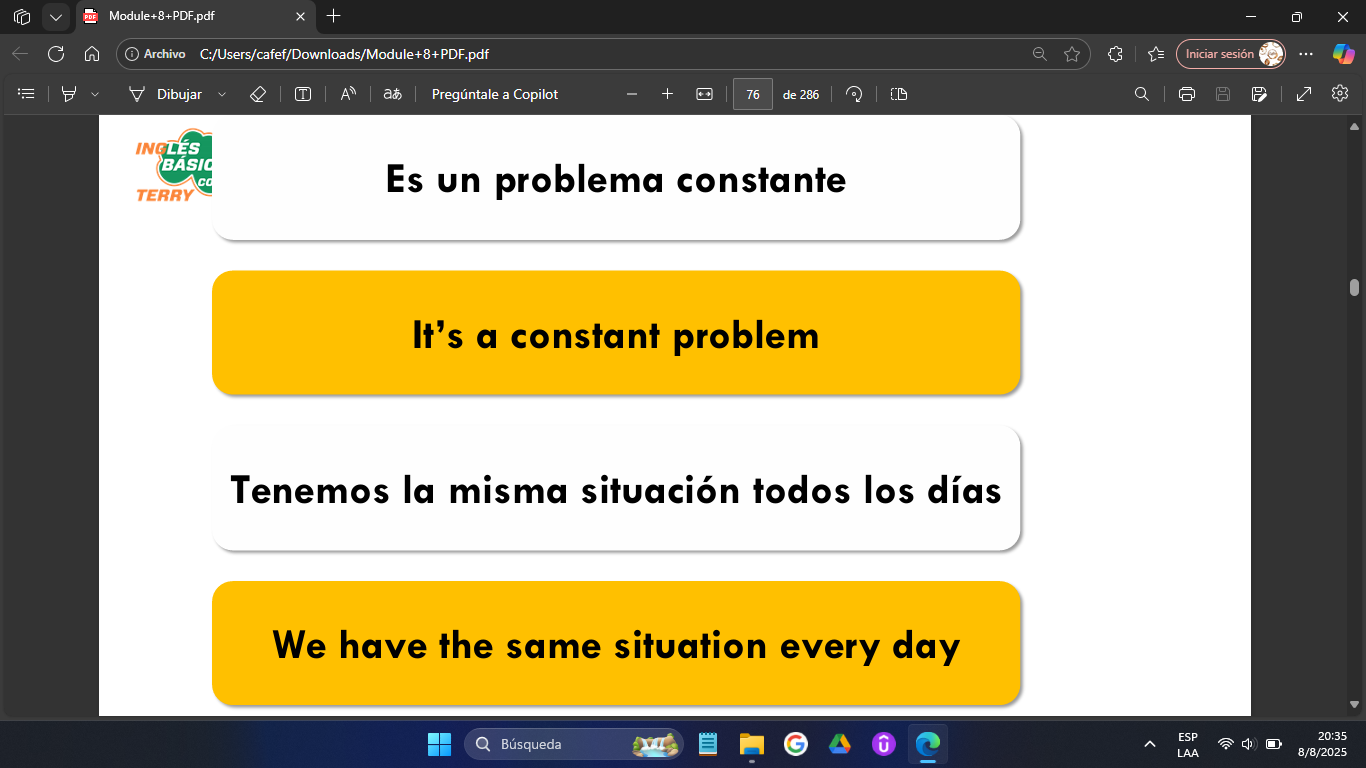 Module+8+PDF.pdf
Archivo C:/Users/cafef/Downloads/Module+8+PDF.pdf Iniciar sesión
Dibujar aあ Pregúntale a Copilot 76 de 286
INGLÉS
BÁSIC
CO
TERRY
Es un problema constante
It’s a constant problem
Tenemos la misma situación todos los días
We have the same situation every day
Búsqueda
ESP
LAA
20:35
8/8/2025